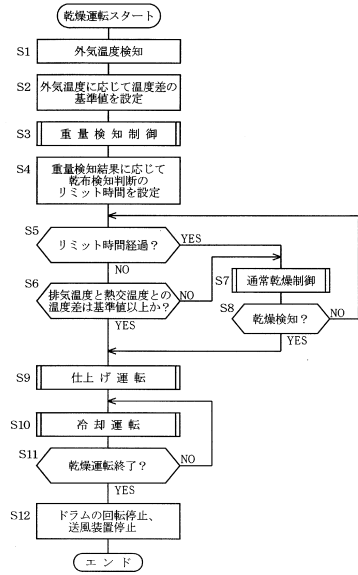 乾燥運転スタート
S1
外気温度検知
S2
外気温度に応じて温度差の
基準値を設定
S3
重量検知制御
S4
重量検知結果に応じて
乾布検知判断の
リミット時間を設定
S5
リミット時間経過？
YES
NO
S6
排気温度と熱交温度との
温度差は基準値以上か？
NO
YES
S7
通常乾燥制御
S8
乾燥検知？
NO
YES
S9
仕上げ運転
S10
冷却運転
S11
乾燥運転終了？
NO
YES
S12
ドラムの回転停止、
送風装置停止
エンド